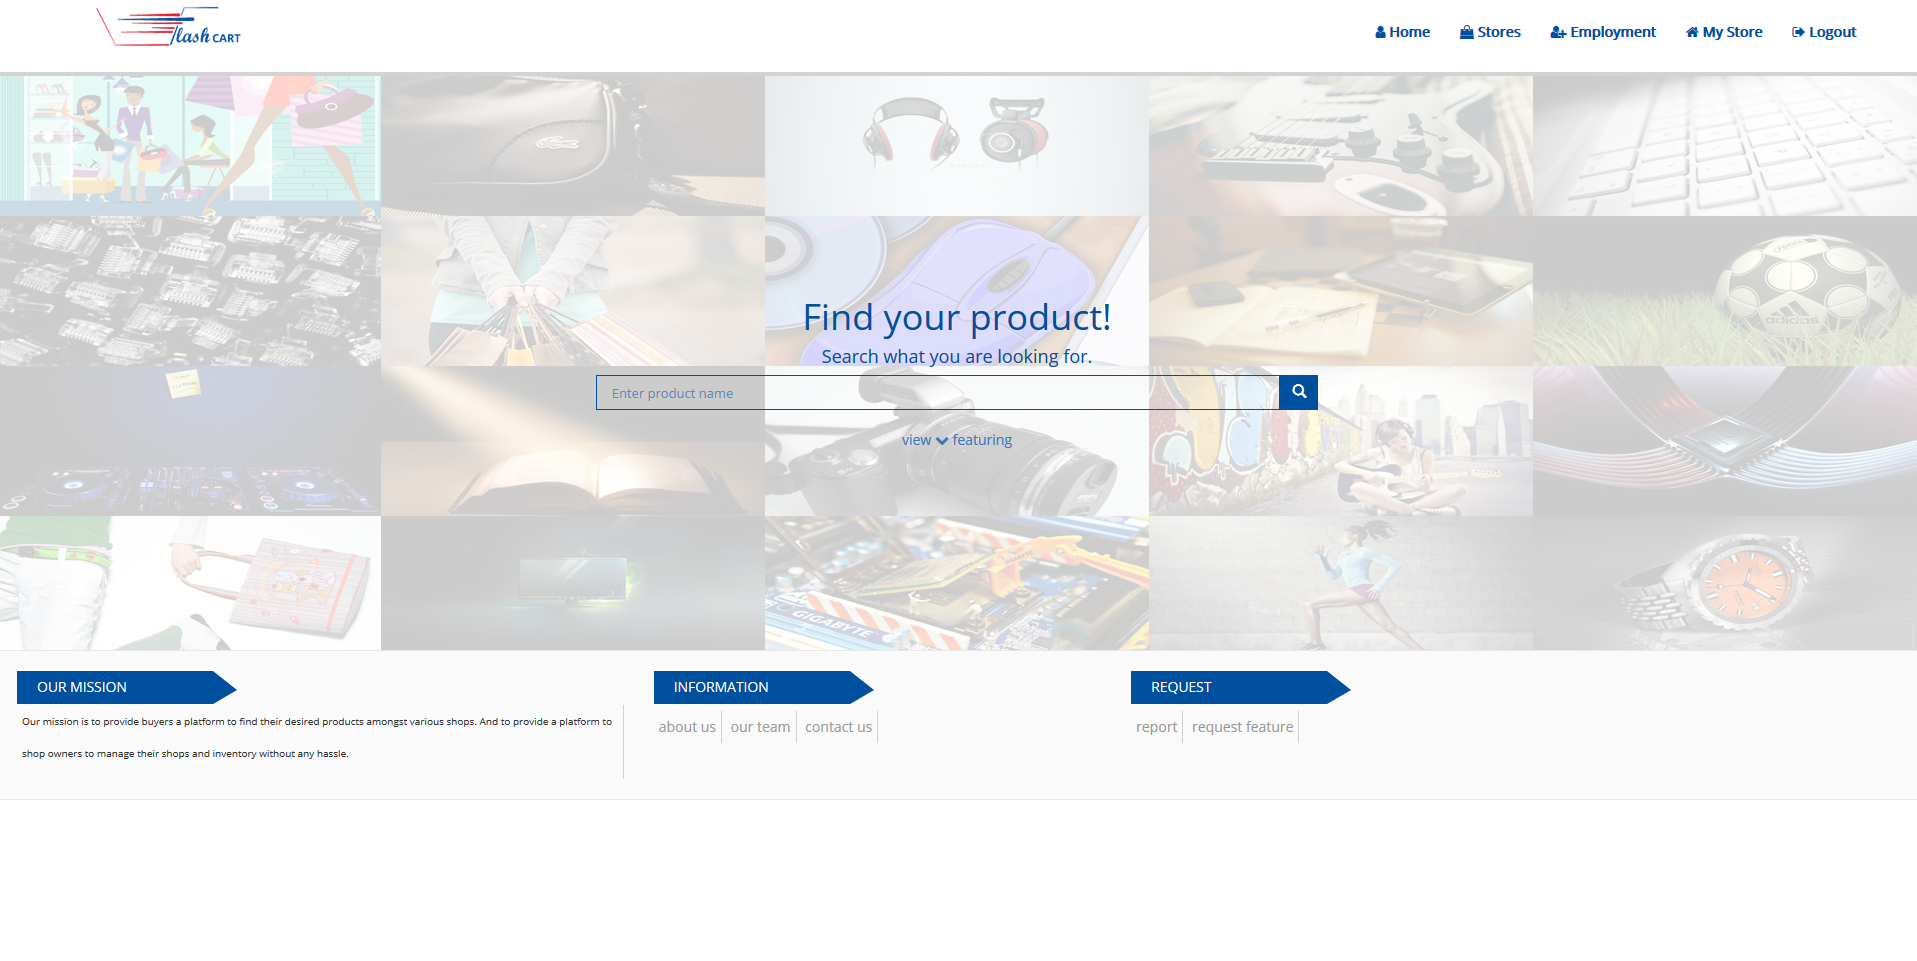 flash CART
Home Stores Employment My Store Logout
Find your product!
Search what you are looking for.
Enter product name
view featuring
adidas
GIGABYTE
OUR MISSION
Our mission is to provide buyers a platform to find their desired products amongst various shops. And to provide a platform to
shop owners to manage their shops and inventory without any hassle.
INFORMATION
about us our team contact us
REQUEST
report request feature